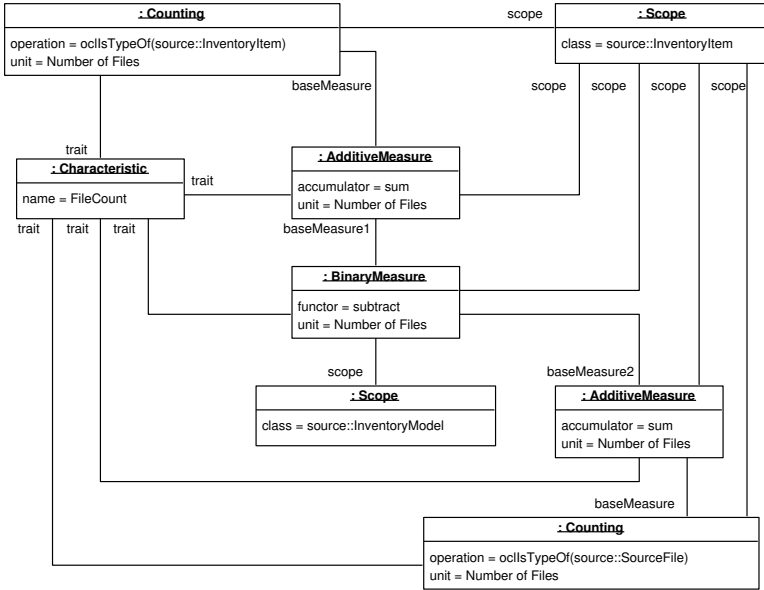 : Counting
operation = oclIsTypeOf(source::InventoryItem)
unit = Number of Files
scope
: Scope
class = source::InventoryItem
baseMeasure
scope
scope
scope
scope
trait
: Characteristic
name = FileCount
trait
: AdditiveMeasure
accumulator = sum
unit = Number of Files
trait
trait
trait
baseMeasure1
: BinaryMeasure
functor = subtract
unit = Number of Files
scope
baseMeasure2
: Scope
class = source::InventoryModel
: AdditiveMeasure
accumulator = sum
unit = Number of Files
baseMeasure
: Counting
operation = oclIsTypeOf(source::SourceFile)
unit = Number of Files